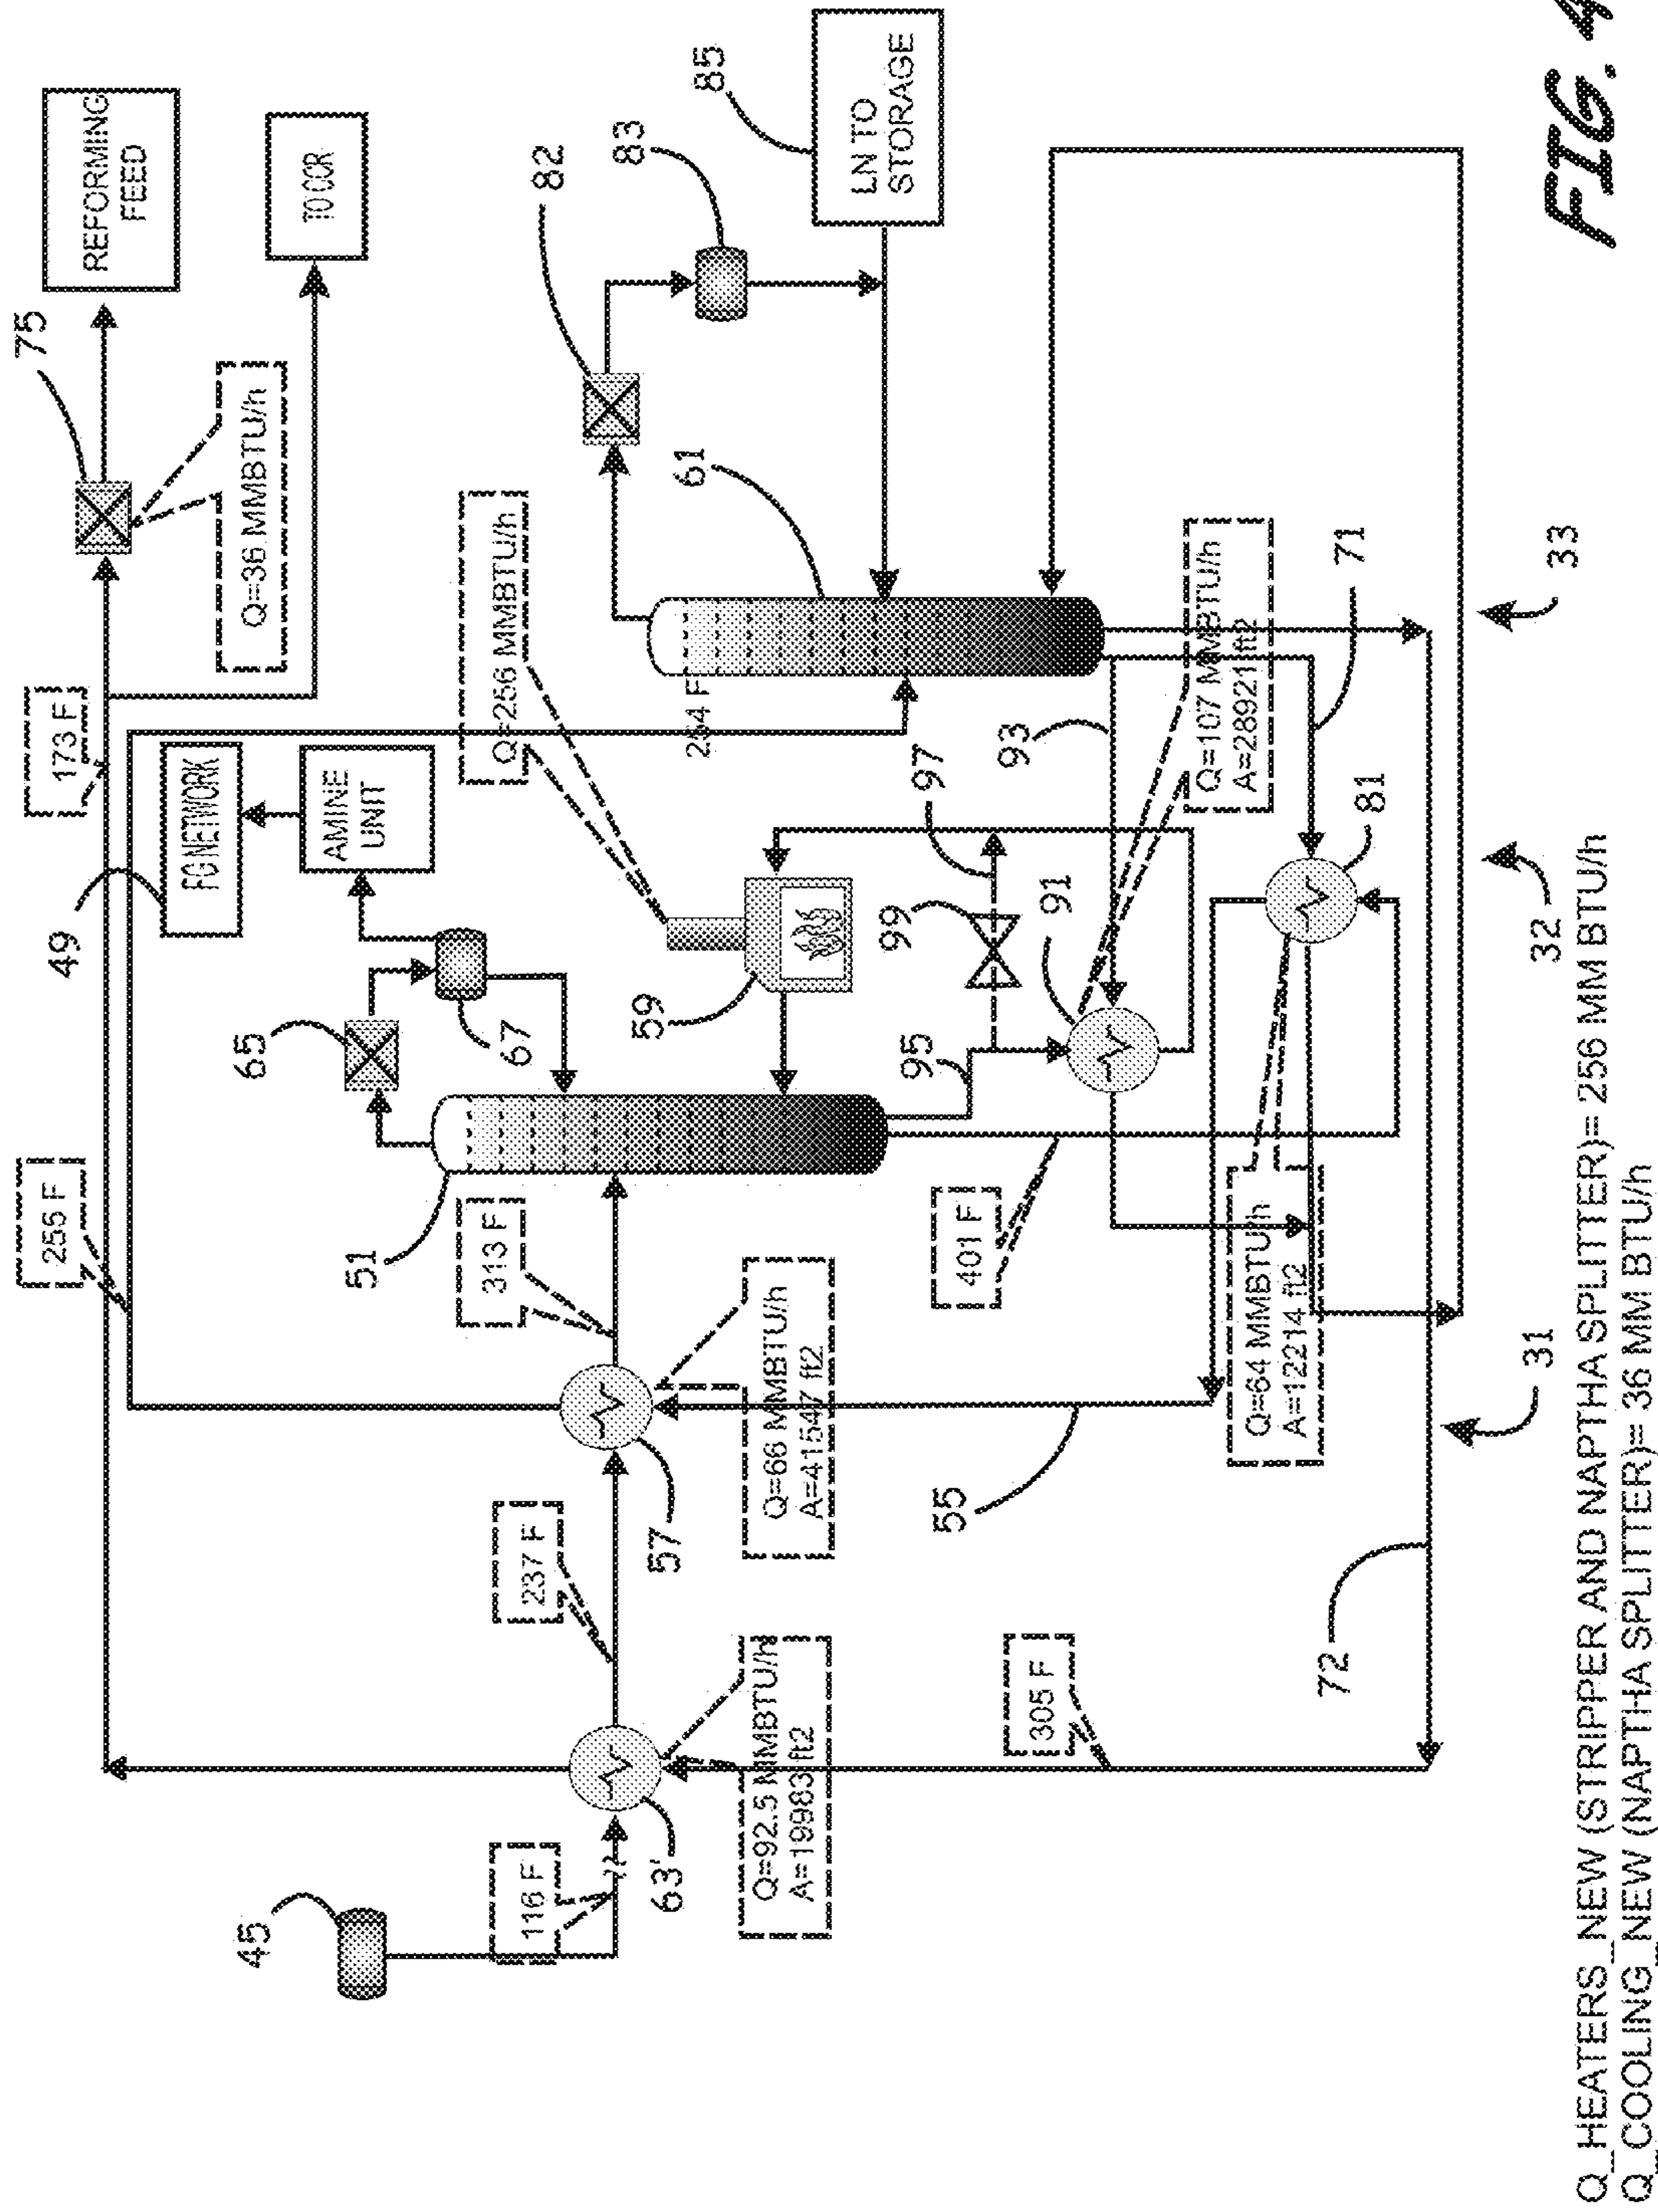 45
116 F
63'
Q=92.5 MMBTU/h
A=19983 ft2
237 F
57
Q=66 MMBTU/h
A=41547 ft2
305 F
72
55
31
255 F
51
313 F
401 F
Q=64 MMBTU/h
A=12214 ft2
49
65
67
59
95
99
91
97
93
81
32
173 F
FG NETWORK
AMINE
UNIT
Q=256 MMBTU/h
254 F
Q=107 MMBTU/h
A=28921 ft2
71
33
75
Q=36 MMBTU/h
REFORMING
FEED
TO CCR
61
82
83
85
LN TO
STORAGE
Q_HEATERS_NEW (STRIPPER AND NAPTHA SPLITTER)= 256 MM BTU/h
Q_COOLING_NEW (NAPTHA SPLITTER)= 36 MM BTU/h
FIG. 4